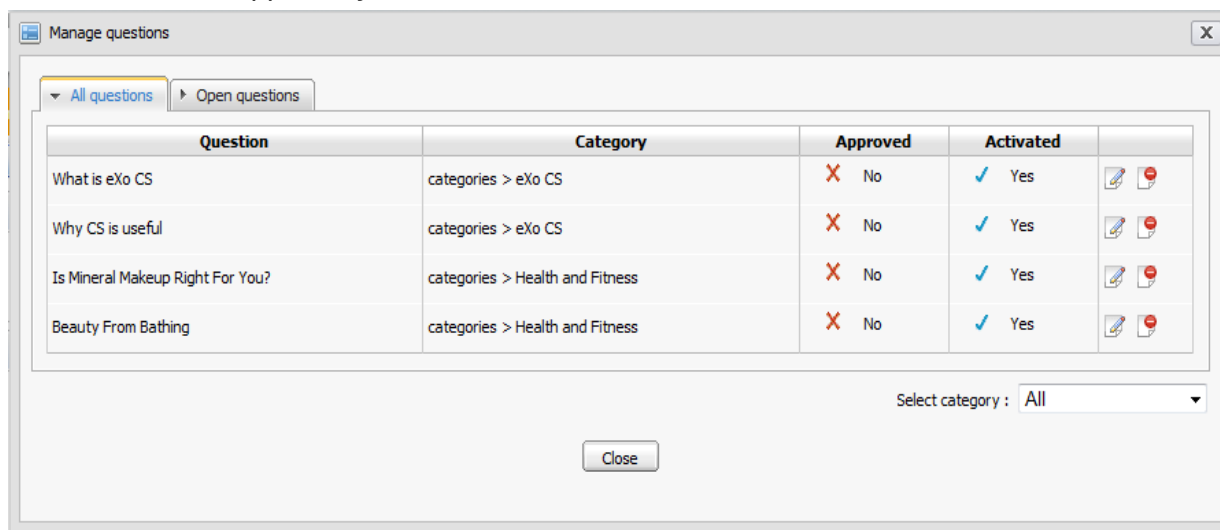 Manage questions
X
All questions Open questions
Question Category Approved Activated
What is eXo CS categories > eXo CS No Yes
Why CS is useful categories > eXo CS No Yes
Is Mineral Makeup Right For You? categories > Health and Fitness No Yes
Beauty From Bathing categories > Health and Fitness No Yes
Select category : All
Close